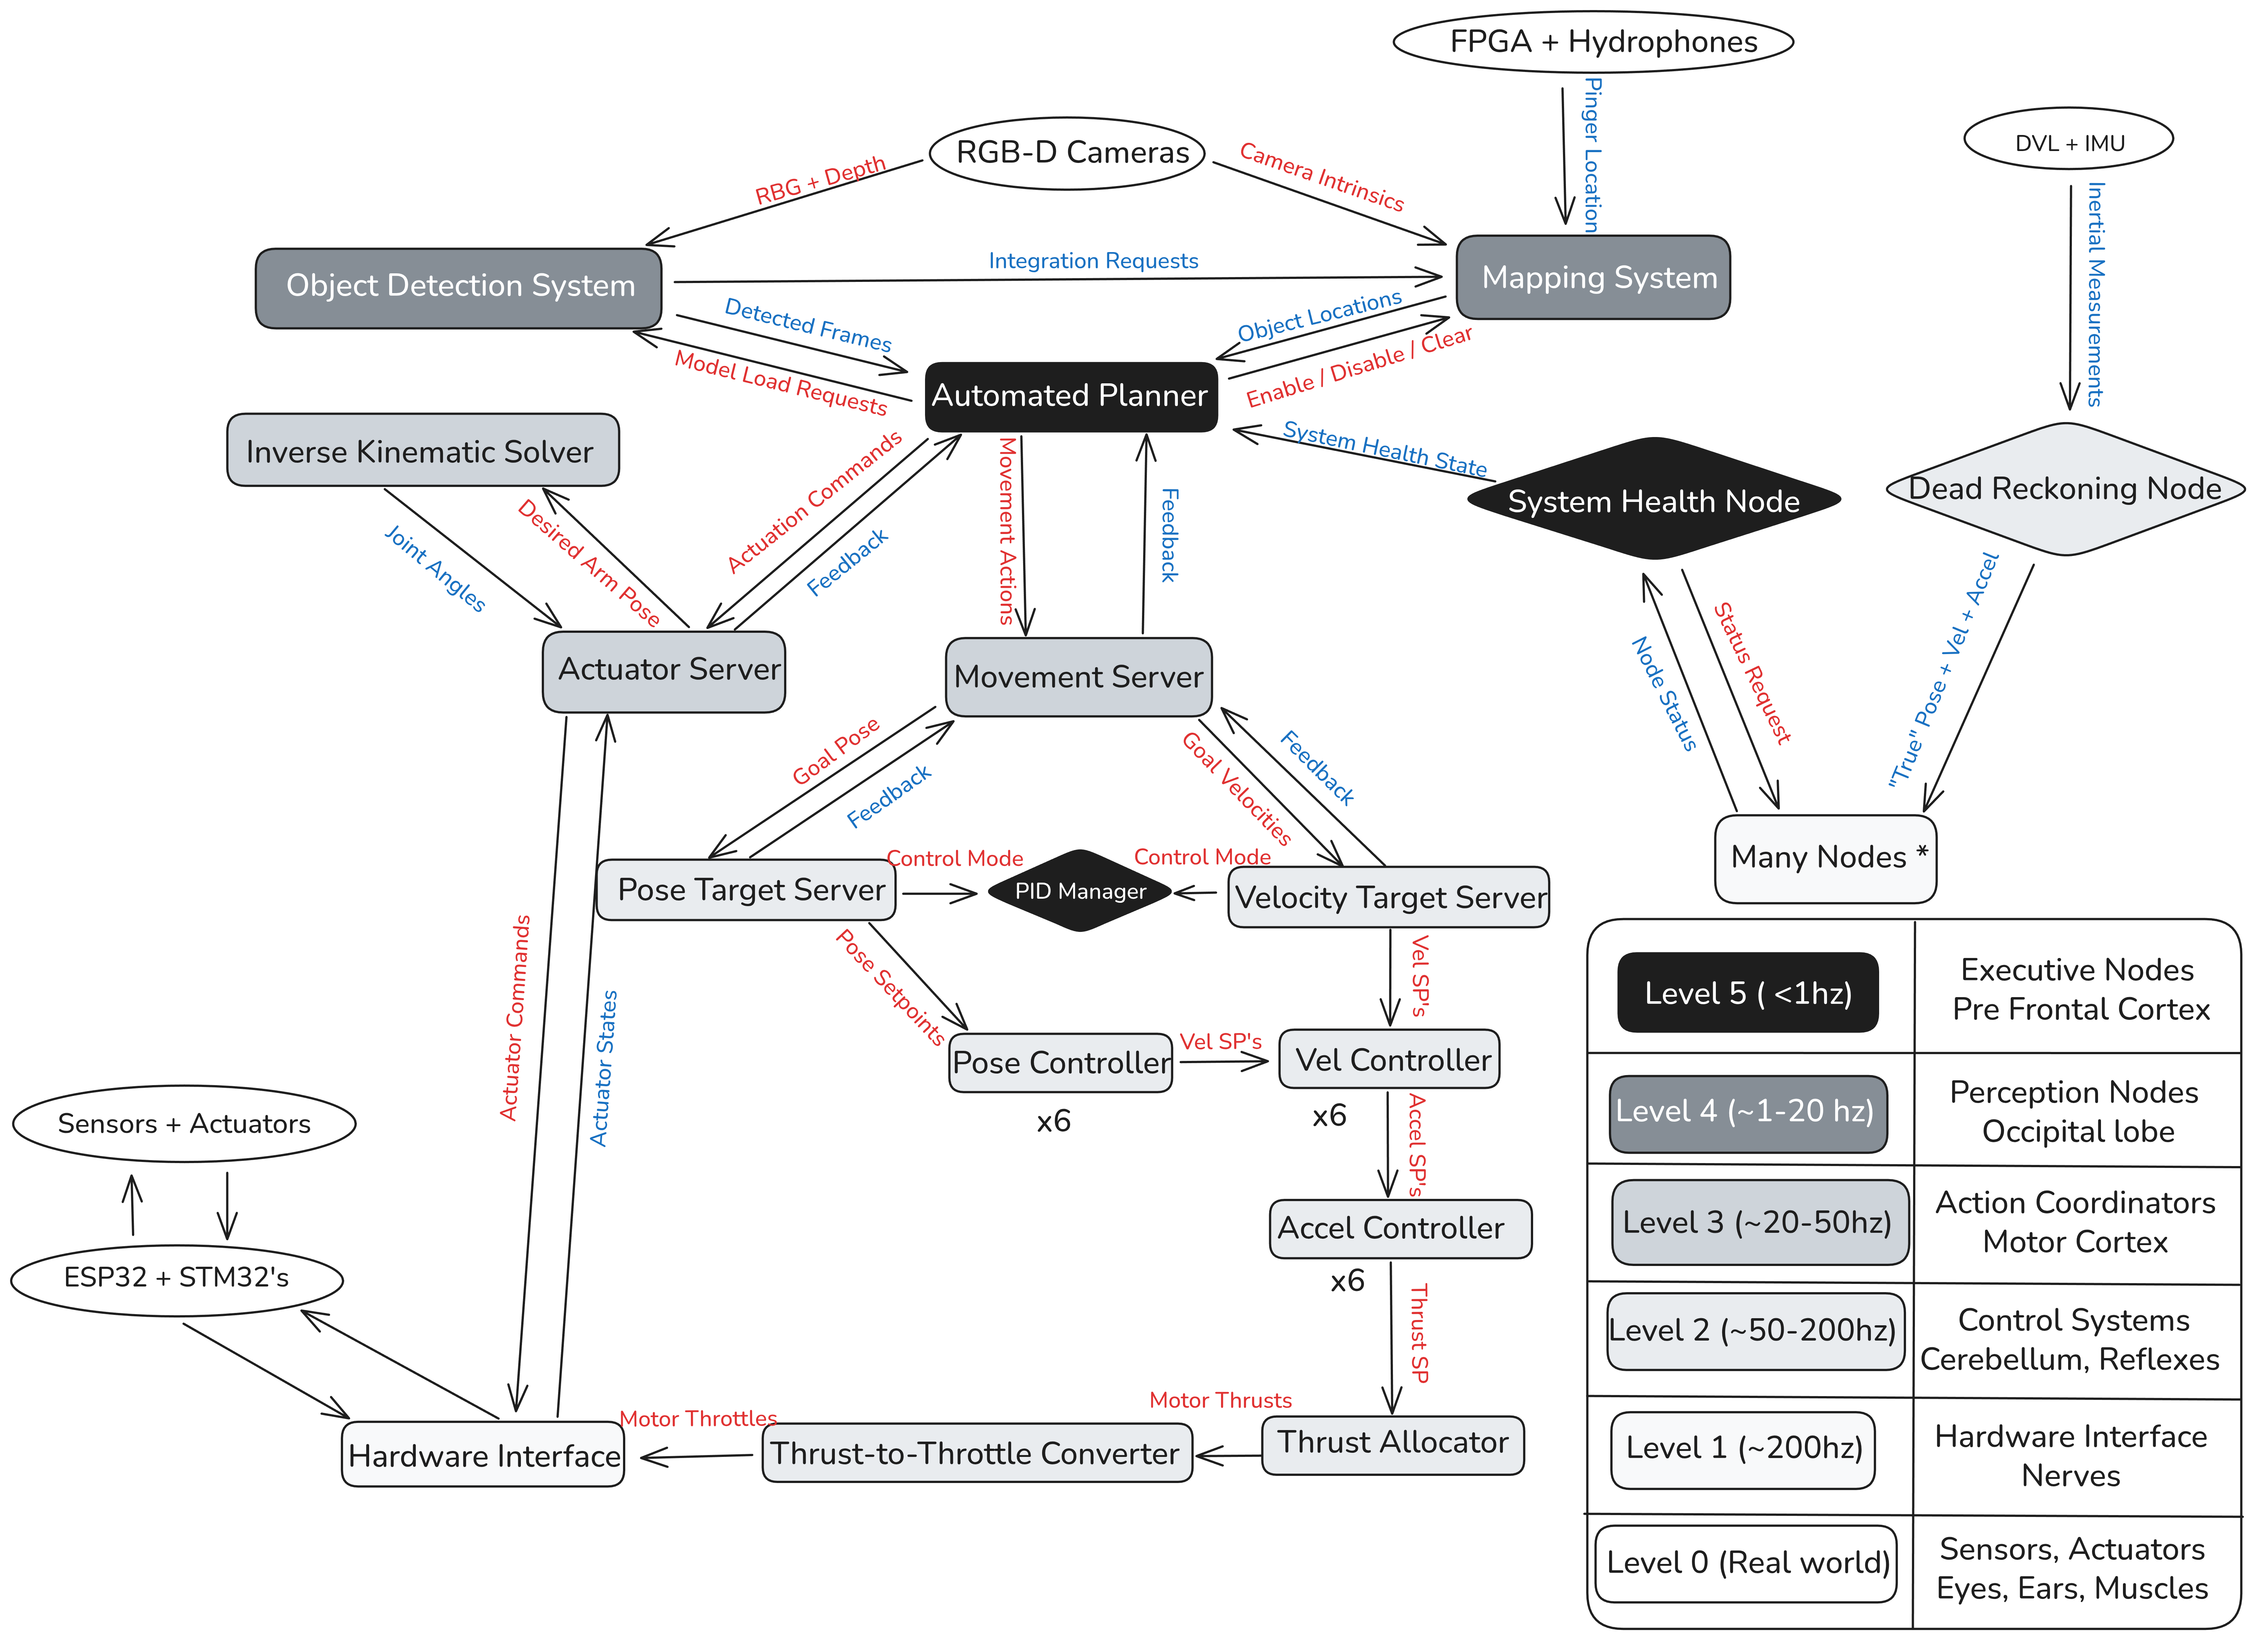 FPGA + Hydrophones
Pinger Location
RGB-D Cameras
DVL + IMU
RBG + Depth
Camera Intrinsics
Inertial Measurements
Object Detection System
Integration Requests
Mapping System
Detected Frames
Object Locations
Model Load Requests
Automated Planner
Enable / Disable / Clear
Inverse Kinematic Solver
System Health State
System Health Node
Dead Reckoning Node
Joint Angles
Desired Arm Pose
Actuation Commands
Feedback
Movement Actions
Feedback
Node Status
Status Request
"True" Pose + Vel + Accel
Actuator Server
Movement Server
Goal Pose
Feedback
Goal Velocities
Feedback
Many Nodes *
Pose Target Server
Control Mode
PID Manager
Control Mode
Velocity Target Server
Pose Setpoints
Vel SP's
Actuator Commands
Actuator States
Pose Controller
x6
Vel SP's
Vel Controller
x6
Accel SP's
Accel Controller
x6
Thrust SP
Sensors + Actuators
ESP32 + STM32's
Hardware Interface
Motor Throttles
Thrust-to-Throttle Converter
Motor Thrusts
Thrust Allocator
Level 5 ( <1hz)
Executive Nodes
Pre Frontal Cortex
Level 4 (~1-20 hz)
Perception Nodes
Occipital lobe
Level 3 (~20-50hz)
Action Coordinators
Motor Cortex
Level 2 (~50-200hz)
Control Systems
Cerebellum, Reflexes
Level 1 (~200hz)
Hardware Interface
Nerves
Level 0 (Real world)
Sensors, Actuators
Eyes, Ears, Muscles